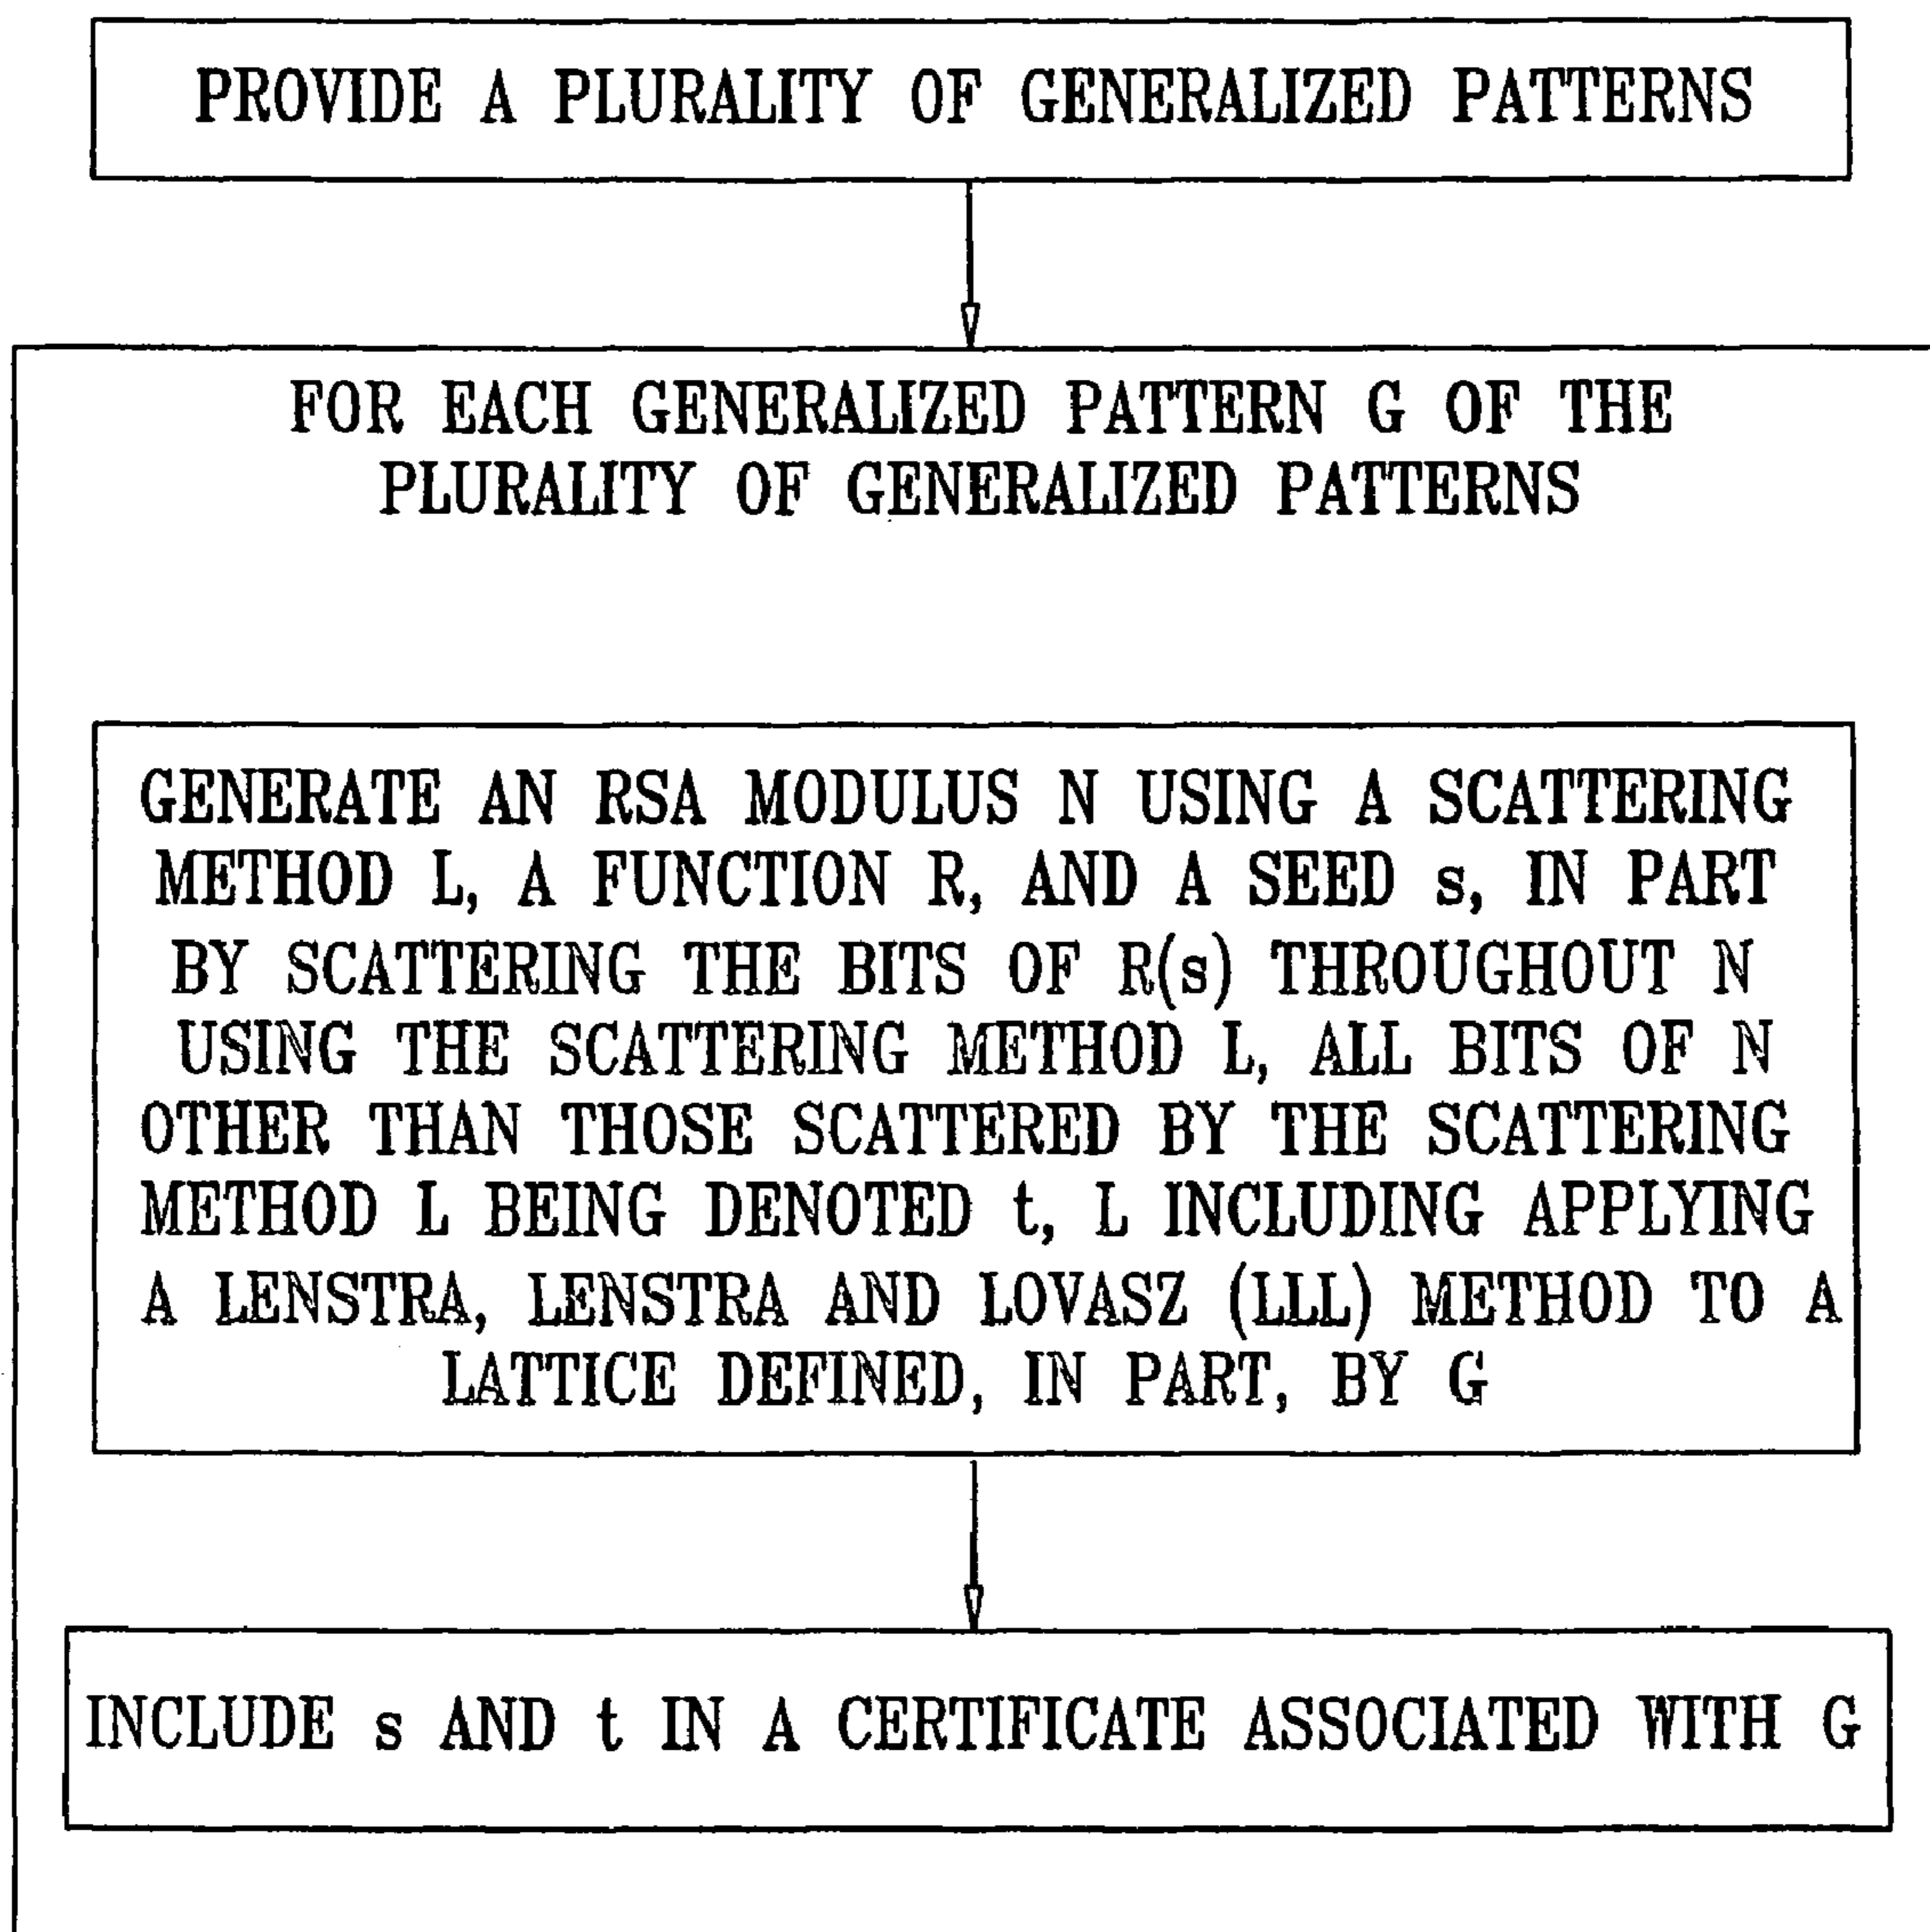 PROVIDE A PLURALITY OF GENERALIZED PATTERNS
FOR EACH GENERALIZED PATTERN G OF THE
PLURALITY OF GENERALIZED PATTERNS
GENERATE AN RSA MODULUS N USING A SCATTERING
METHOD L, A FUNCTION R, AND A SEED s, IN PART
BY SCATTERING THE BITS OF R(s) THROUGHOUT N
USING THE SCATTERING METHOD L, ALL BITS OF N
OTHER THAN THOSE SCATTERED BY THE SCATTERING
METHOD L BEING DENOTED t, L INCLUDING APPLYING
A LENSTRA, LENSTRA AND LOVASZ (LLL) METHOD TO A
LATTICE DEFINED, IN PART, BY G
INCLUDE s AND t IN A CERTIFICATE ASSOCIATED WITH G